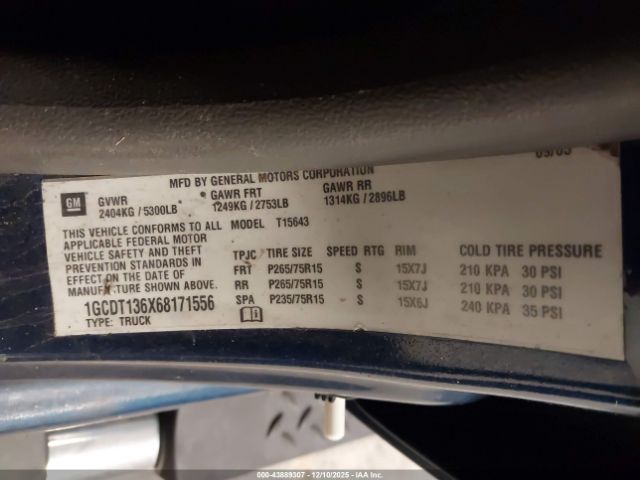 09/05
MFD BY GENERAL MOTORS CORPORATION
GM
GVWR GAWR FRT GAWR RR
2404KG / 5300LB 1249KG / 2753LB 1314KG / 2896LB
THIS VEHICLE CONFORMS TO ALL MODEL T15643
APPLICABLE FEDERAL MOTOR
VEHICLE SAFETY AND THEFT
PREVENTION STANDARDS IN
EFFECT ON THE DATE OF
MANUFACTURE SHOWN ABOVE.
1GCDT136X68171556
TYPE: TRUCK
TPJC TIRE SIZE SPEED RTG RIM COLD TIRE PRESSURE
FRT P265/75R15 S 15X7J 210 KPA 30 PSI
RR P265/75R15 S 15X7J 210 KPA 30 PSI
SPA P235/75R15 S 15X6J 240 KPA 35 PSI
000-43889307 - 12/10/2025 - IAA Inc.